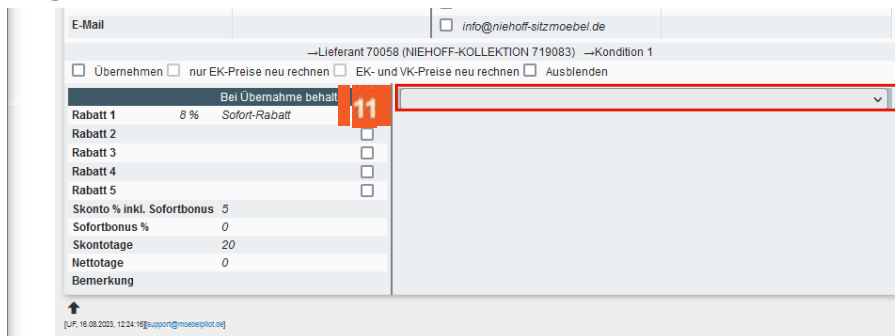 E-Mail info@niehoff-sitzmoebel.de
→Lieferant 70058 (NIEHOFF-KOLLEKTION 719083) →Kondition 1
Übernehmen nur EK-Preise neu rechnen EK- und VK-Preise neu rechnen Ausblenden
Bei Übernahme behalt
11
Rabatt 1 8 % Sofort-Rabatt
Rabatt 2
Rabatt 3
Rabatt 4
Rabatt 5
Skonto % inkl. Sofortbonus 5
Sofortbonus % 0
Skontotage 20
Nettotage 0
Bemerkung
[UF, 16.08.2023, 12:24:16][support@moebelpilot.de]